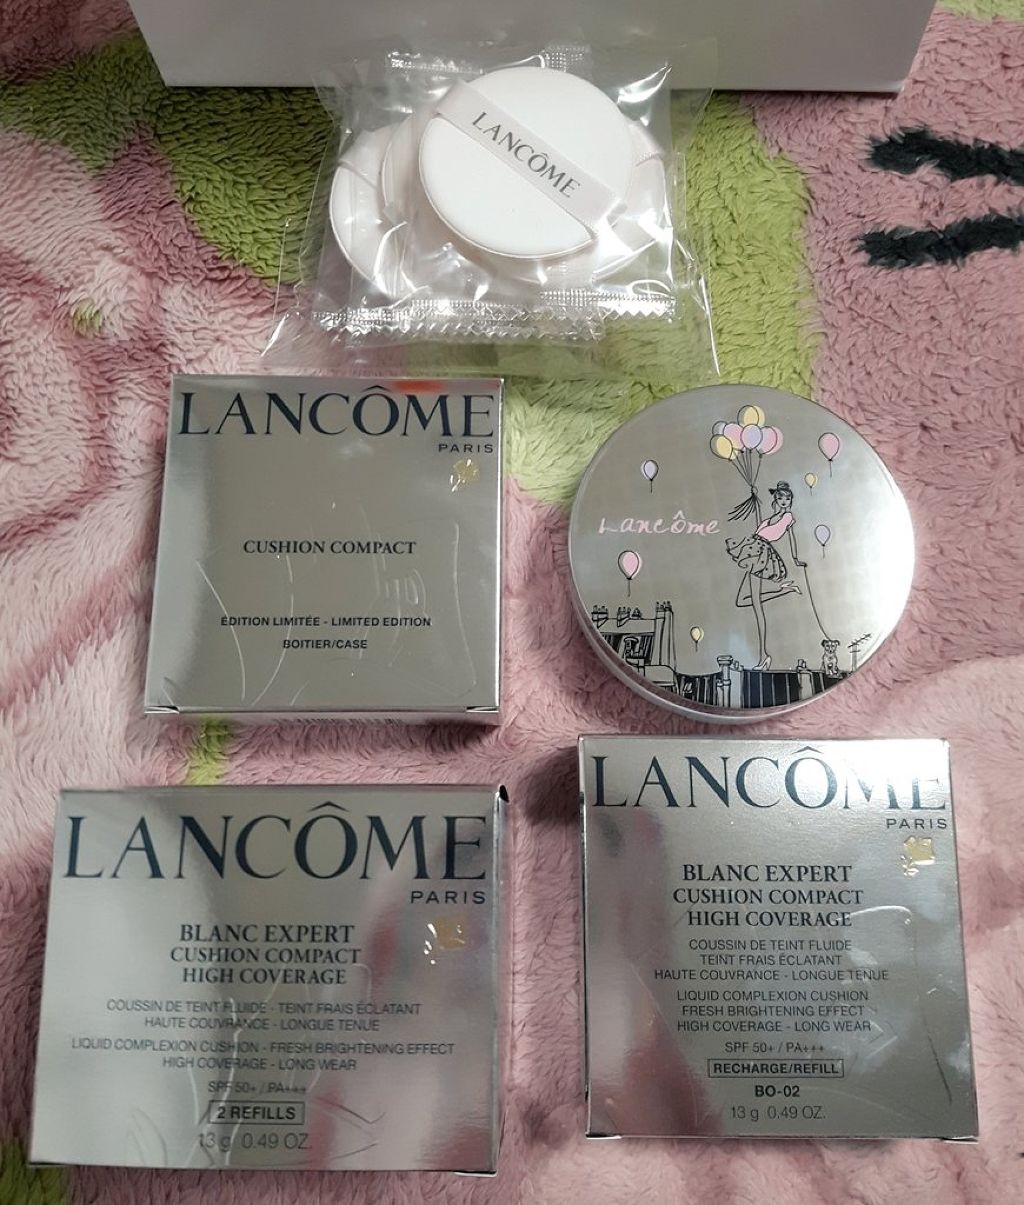 LANCÔME
LANCÔME
PARIS
CUSHION COMPACT
ÉDITION LIMITÉE - LIMITED EDITION
BOITIER/CASE
Lancôme
LANCÔME
PARIS
BLANC EXPERT
CUSHION COMPACT
HIGH COVERAGE
COUSSIN DE TEINT FLUIDE - TEINT FRAIS ÉCLATANT
HAUTE COUVRANCE - LONGUE TENUE
LIQUID COMPLEXION CUSHION - FRESH BRIGHTENING EFFECT
HIGH COVERAGE - LONG WEAR
SPF 50+ / PA+++
2 REFILLS
13 g 0.49 OZ.
LANCÔME
PARIS
BLANC EXPERT
CUSHION COMPACT
HIGH COVERAGE
COUSSIN DE TEINT FLUIDE
TEINT FRAIS ÉCLATANT
HAUTE COUVRANCE - LONGUE TENUE
LIQUID COMPLEXION CUSHION
FRESH BRIGHTENING EFFECT
HIGH COVERAGE - LONG WEAR
SPF 50+ / PA+++
RECHARGE/REFILL
BO-02
13 g 0.49 OZ.